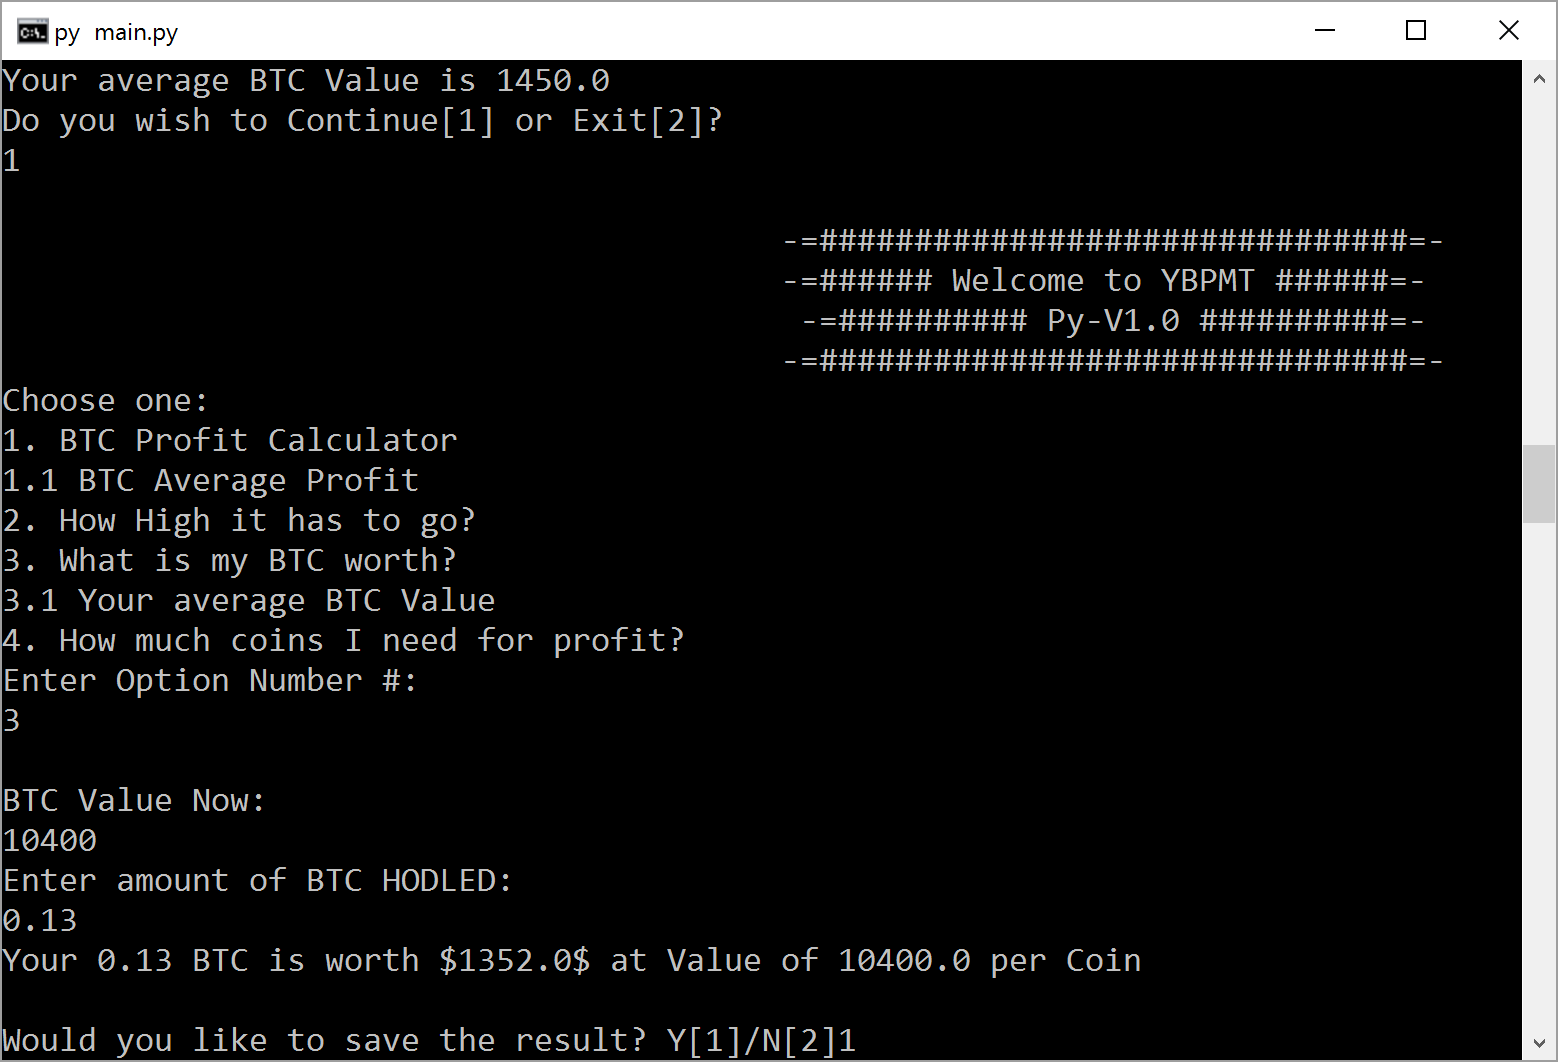 C:\.
py main.py
Your average BTC Value is 1450.0
Do you wish to Continue[1] or Exit[2]?
1
-=###############################=-
-=###### Welcome to YBPMT ######=-
-=########## Py-V1.0 ##########=-
-=###############################=-
Choose one:
1. BTC Profit Calculator
1.1 BTC Average Profit
2. How High it has to go?
3. What is my BTC worth?
3.1 Your average BTC Value
4. How much coins I need for profit?
Enter Option Number #:
3
BTC Value Now:
10400
Enter amount of BTC HODLED:
0.13
Your 0.13 BTC is worth $1352.0$ at Value of 10400.0 per Coin
Would you like to save the result? Y[1]/N[2]1